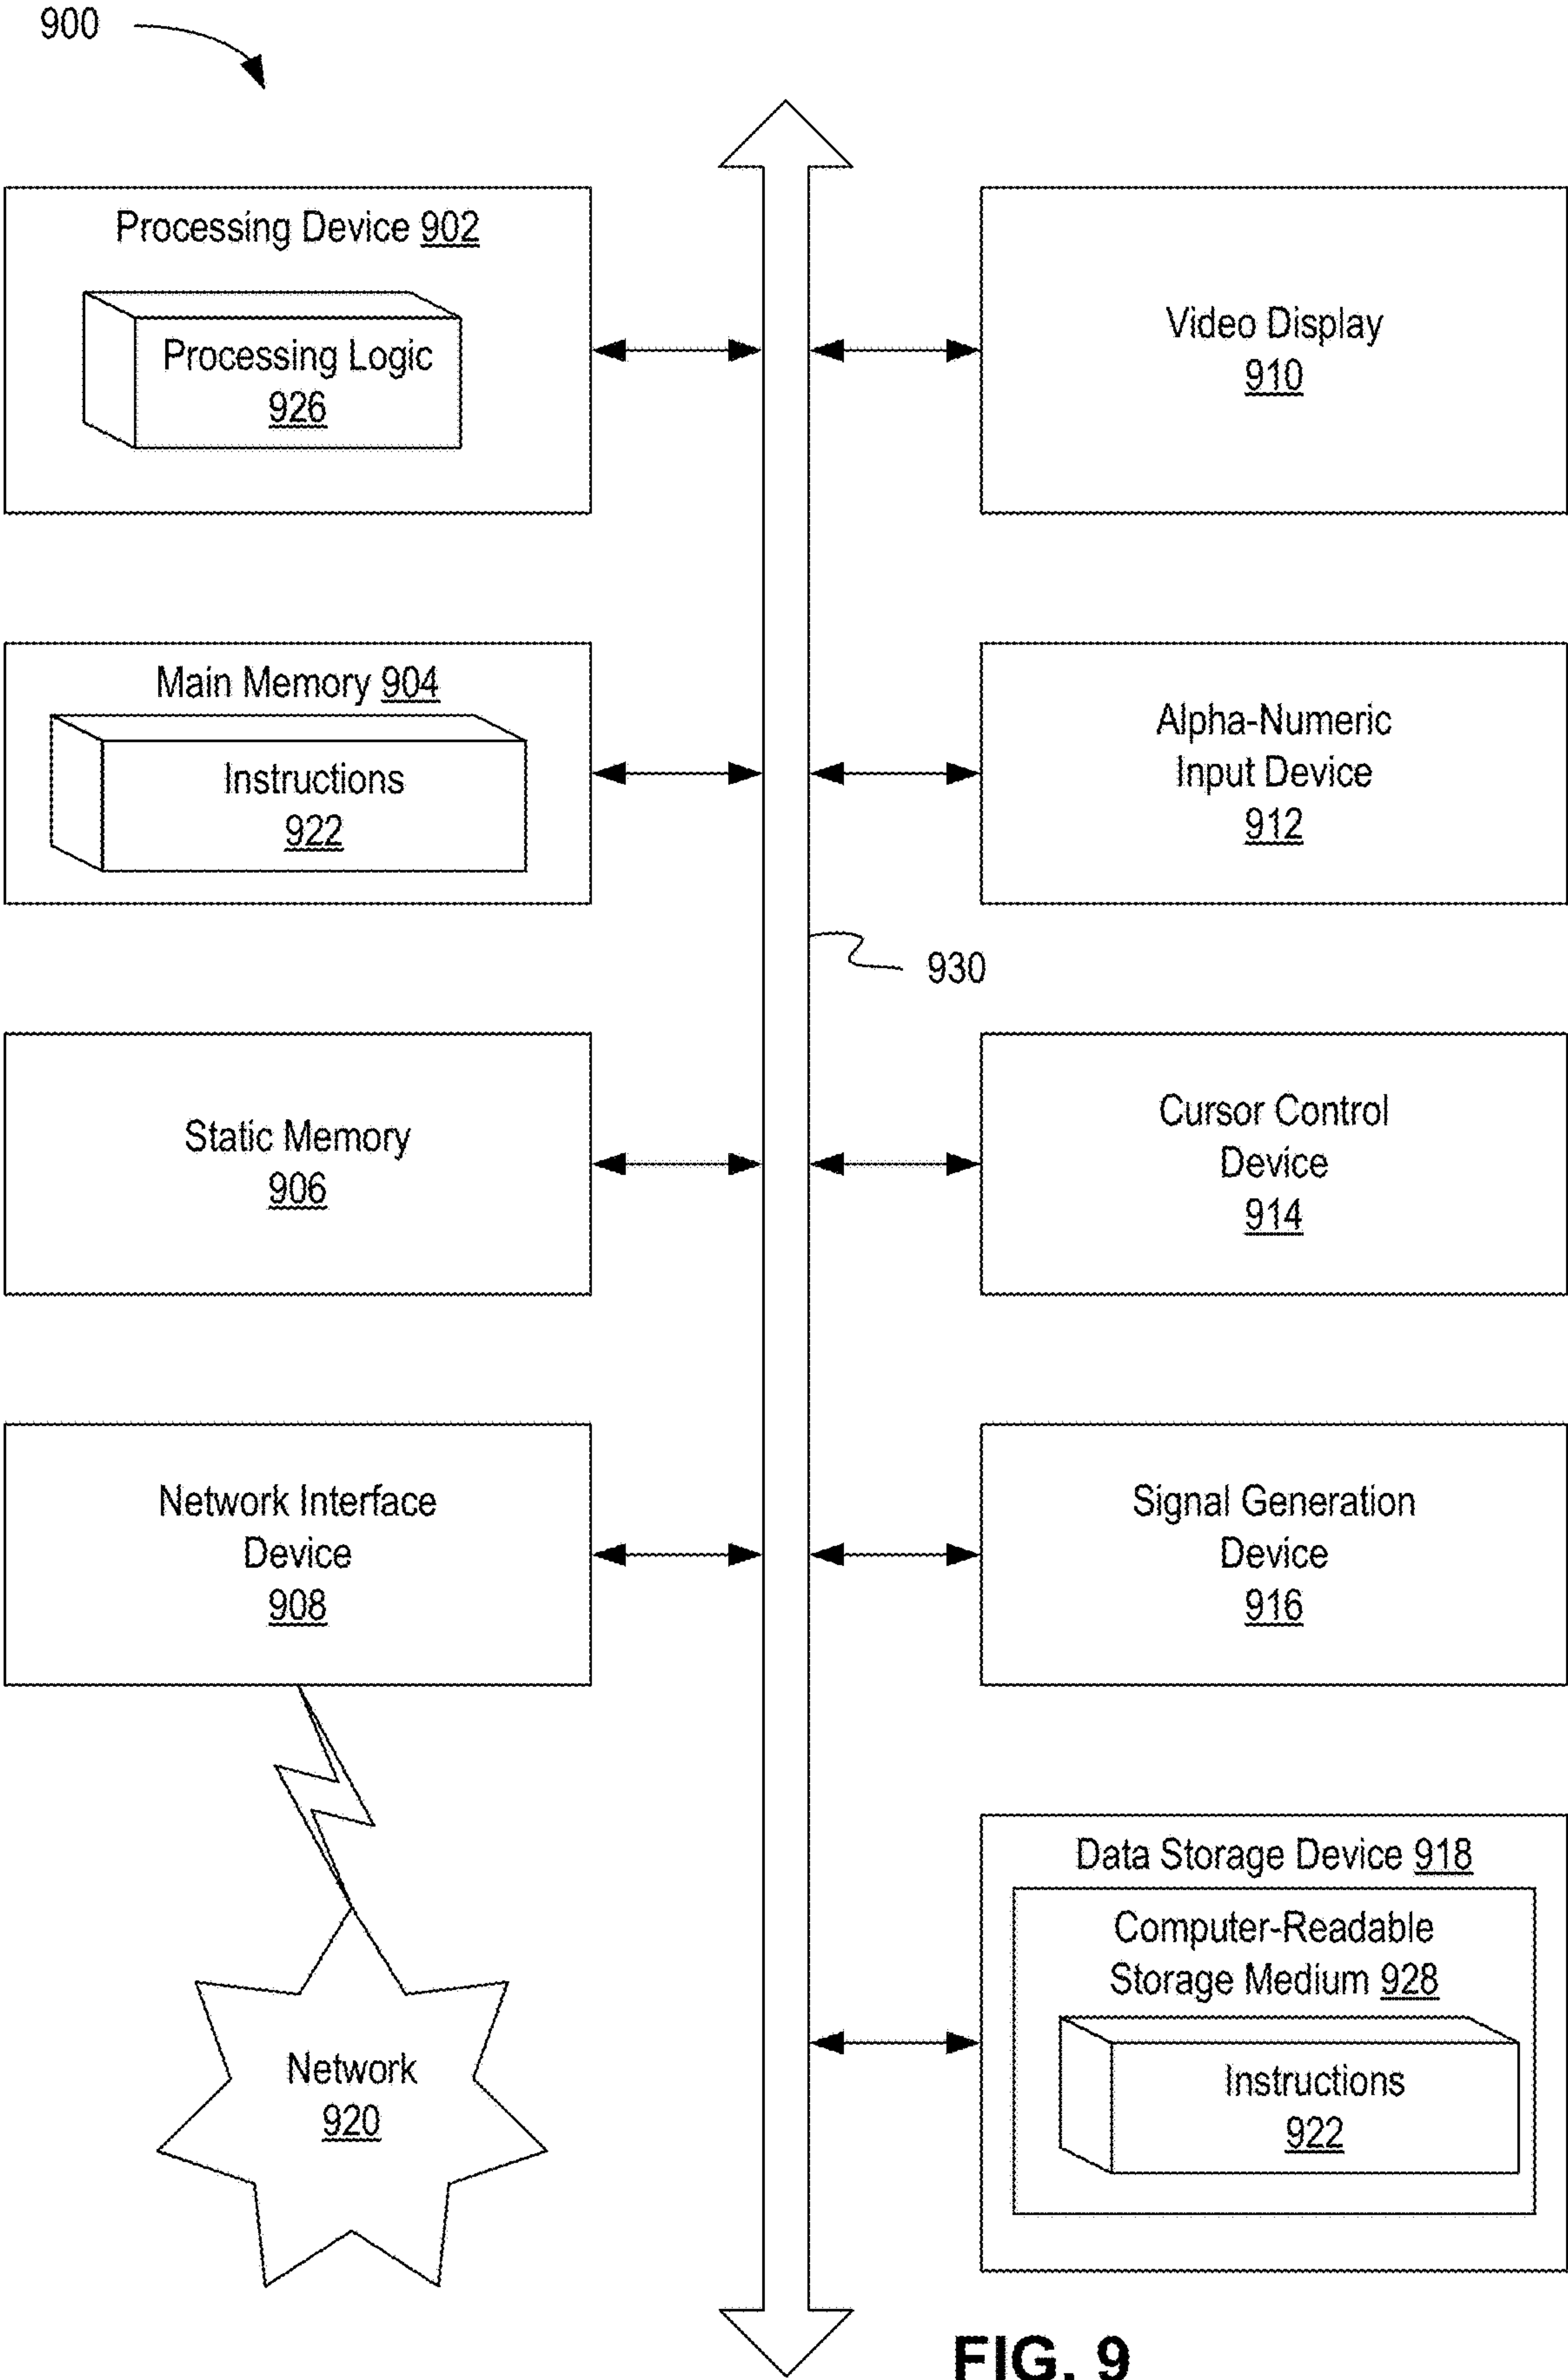 900
Processing Device 902
Processing Logic
926
Video Display
910
Main Memory 904
Instructions
922
Alpha-Numeric
Input Device
912
930
Static Memory
906
Cursor Control
Device
914
Network Interface
Device
908
Signal Generation
Device
916
Data Storage Device 918
Computer-Readable
Storage Medium 928
Instructions
922
Network
920
FIG. 9